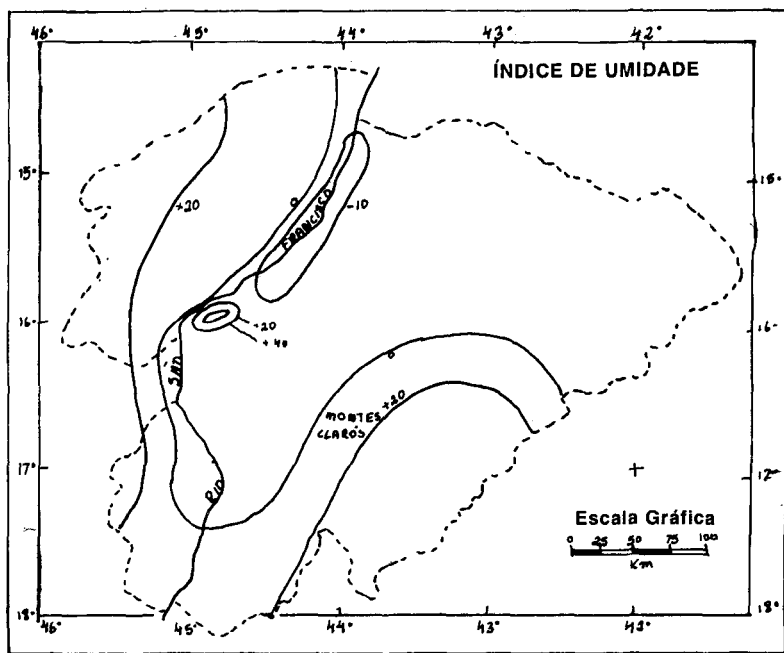 46° 45° 44° 43° 42°
ÍNDICE DE UMIDADE
15° 15°
+20
0
-10
FRANCISCO
16° 16°
+20
+40
SÃO
0
+20
MONTES
CLAROS
17°
RIO
Escala Gráfica
0 25 50 75 100
Km
18° 18°
46° 45° 44° 43° 42°